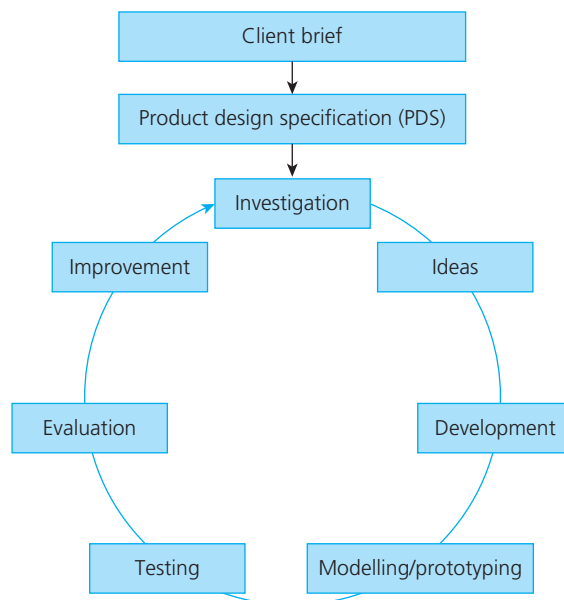 Client brief
Product design specification (PDS)
Investigation
Ideas
Development
Modelling/prototyping
Testing
Evaluation
Improvement